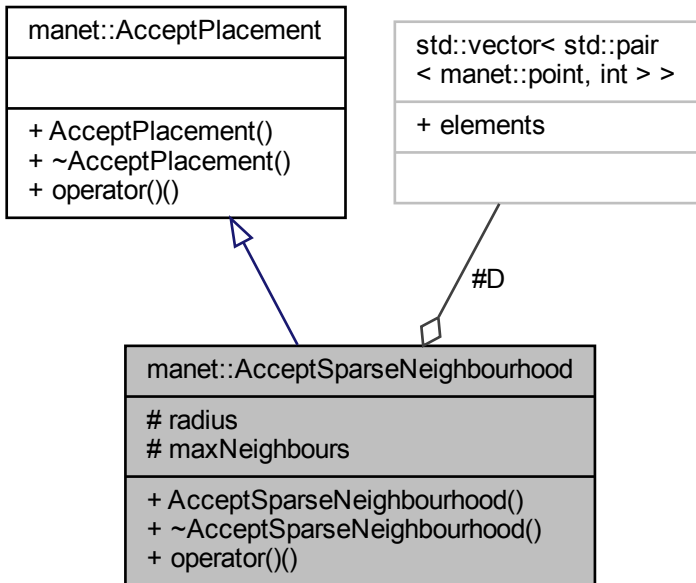 manet::AcceptPlacement
+ AcceptPlacement()
+ ~AcceptPlacement()
+ operator()()
std::vector< std::pair
< manet::point, int > >
+ elements
#D
manet::AcceptSparseNeighbourhood
# radius
# maxNeighbours
+ AcceptSparseNeighbourhood()
+ ~AcceptSparseNeighbourhood()
+ operator()()